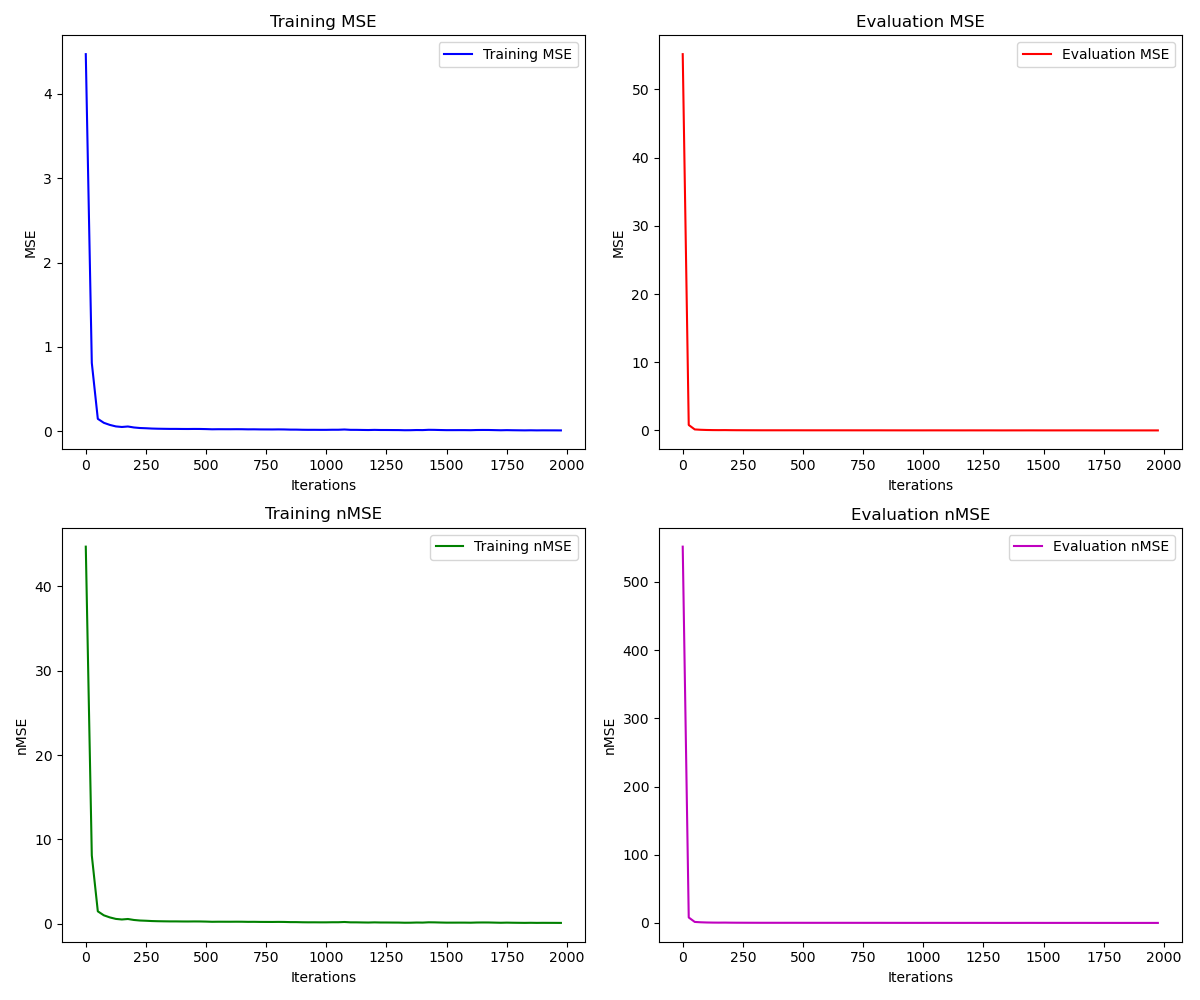 Training MSE
Training MSE
MSE
4
3
2
1
0
0 250 500 750 1000 1250 1500 1750 2000
Iterations
Evaluation MSE
Evaluation MSE
MSE
50
40
30
20
10
0
0 250 500 750 1000 1250 1500 1750 2000
Iterations
Training nMSE
Training nMSE
nMSE
40
30
20
10
0
0 250 500 750 1000 1250 1500 1750 2000
Iterations
Evaluation nMSE
Evaluation nMSE
nMSE
500
400
300
200
100
0
0 250 500 750 1000 1250 1500 1750 2000
Iterations